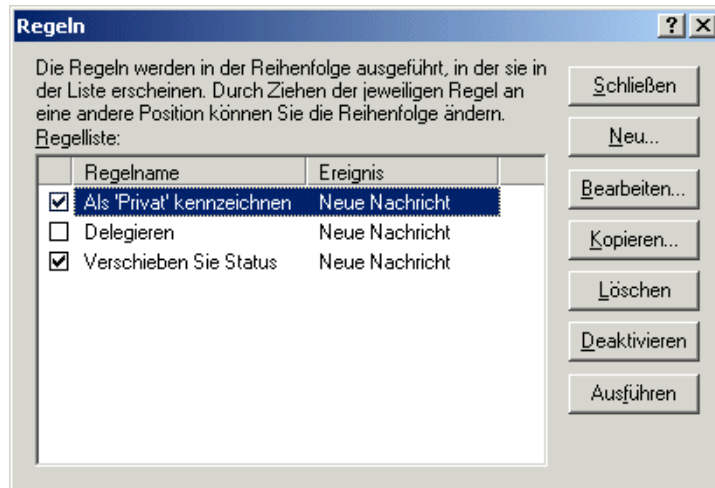 Regeln
Die Regeln werden in der Reihenfolge ausgeführt, in der sie in
der Liste erscheinen. Durch Ziehen der jeweiligen Regel an
eine andere Position können Sie die Reihenfolge ändern.
Regelliste:
Regelname Ereignis
Als 'Privat' kennzeichnen Neue Nachricht
Delegieren Neue Nachricht
Verschieben Sie Status Neue Nachricht
Schließen
Neu...
Bearbeiten...
Kopieren...
Löschen
Deaktivieren
Ausführen